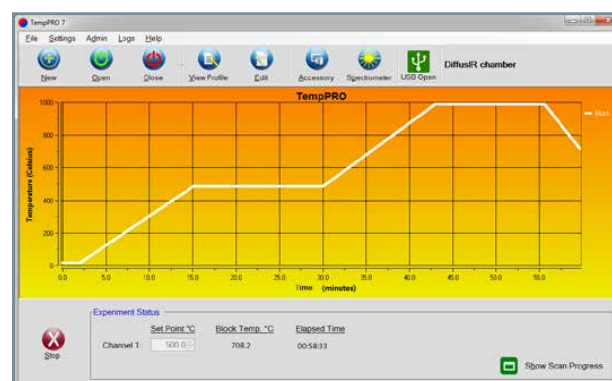 TempPRO 7
File Settings Admin Logs Help
New Open Close View Profile Edit Accessory Spectrometer USB Open DiffusIR chamber
TempPRO
1000
800
600
400
200
0
Temperature (Celsius)
Block
0.0 5.0 10.0 15.0 20.0 25.0 30.0 35.0 40.0 45.0 50.0 55.0
Time (minutes)
Experiment Status
Set Point °C Block Temp. °C Elapsed Time
Channel 1: 500.0 708.2 00:58:33
Stop
Show Scan Progress